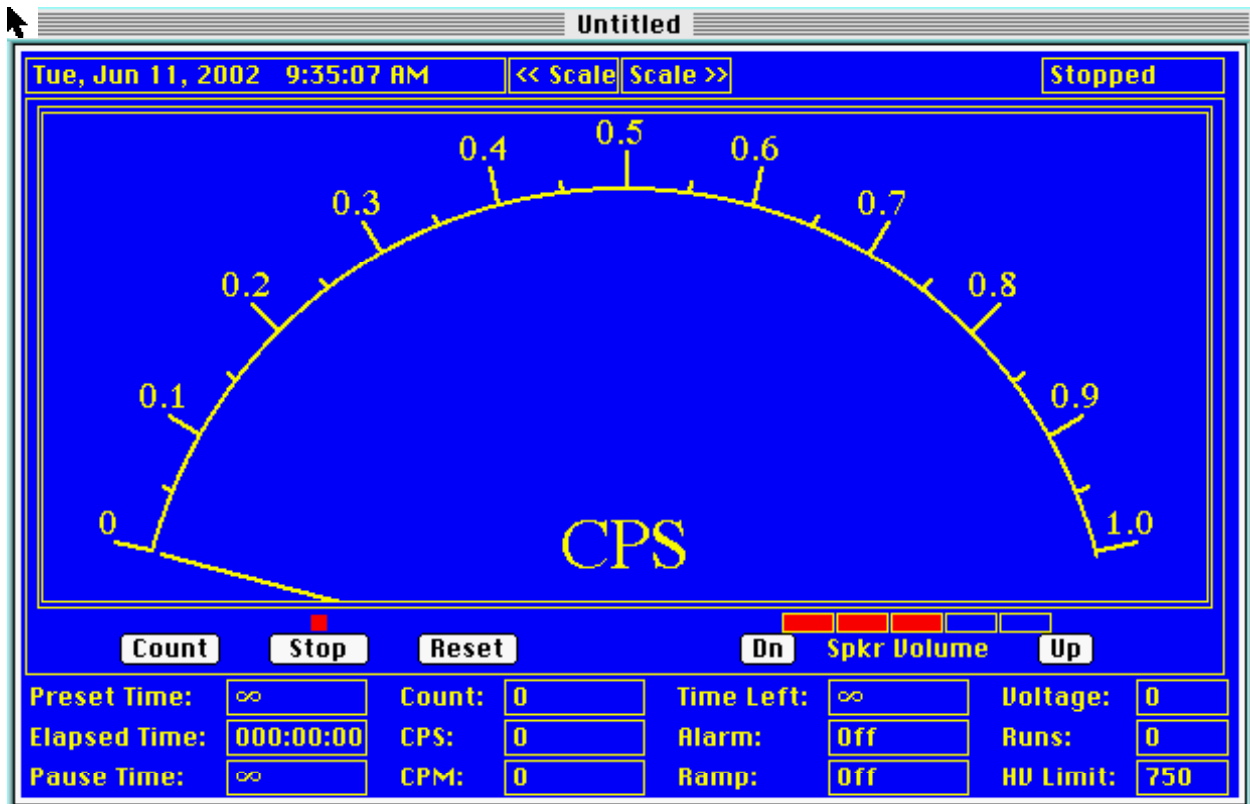 Untitled
Tue, Jun 11, 2002 9:35:07 AM << Scale Scale >> Stopped
0 0.1 0.2 0.3 0.4 0.5 0.6 0.7 0.8 0.9 1.0
CPS
Count Stop Reset Dn Spkr Volume Up
Preset Time: ∞ Count: 0 Time Left: ∞ Voltage: 0
Elapsed Time: 000:00:00 CPS: 0 Alarm: Off Runs: 0
Pause Time: ∞ CPM: 0 Ramp: Off HV Limit: 750